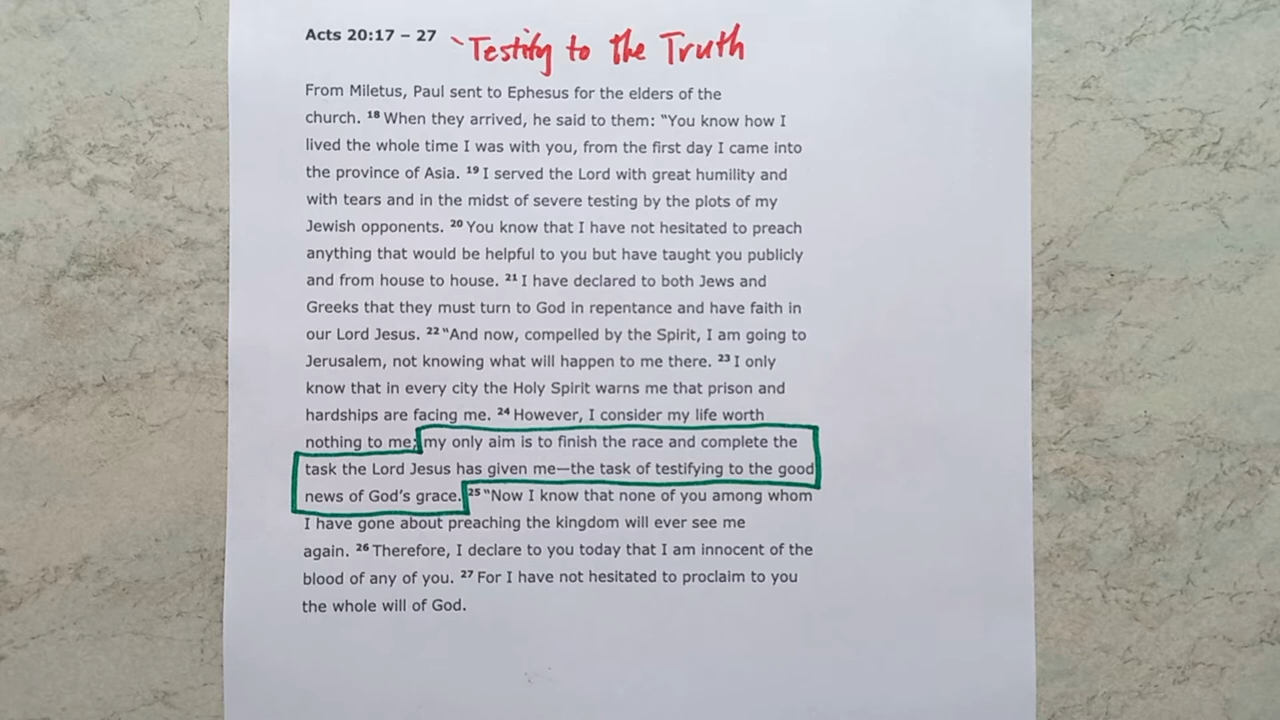 Acts 20:17 – 27 Testify to the Truth
From Miletus, Paul sent to Ephesus for the elders of the
church. 18 When they arrived, he said to them: “You know how I
lived the whole time I was with you, from the first day I came into
the province of Asia. 19 I served the Lord with great humility and
with tears and in the midst of severe testing by the plots of my
Jewish opponents. 20 You know that I have not hesitated to preach
anything that would be helpful to you but have taught you publicly
and from house to house. 21 I have declared to both Jews and
Greeks that they must turn to God in repentance and have faith in
our Lord Jesus. 22 “And now, compelled by the Spirit, I am going to
Jerusalem, not knowing what will happen to me there. 23 I only
know that in every city the Holy Spirit warns me that prison and
hardships are facing me. 24 However, I consider my life worth
nothing to me; my only aim is to finish the race and complete the
task the Lord Jesus has given me—the task of testifying to the good
news of God’s grace. 25 “Now I know that none of you among whom
I have gone about preaching the kingdom will ever see me
again. 26 Therefore, I declare to you today that I am innocent of the
blood of any of you. 27 For I have not hesitated to proclaim to you
the whole will of God.